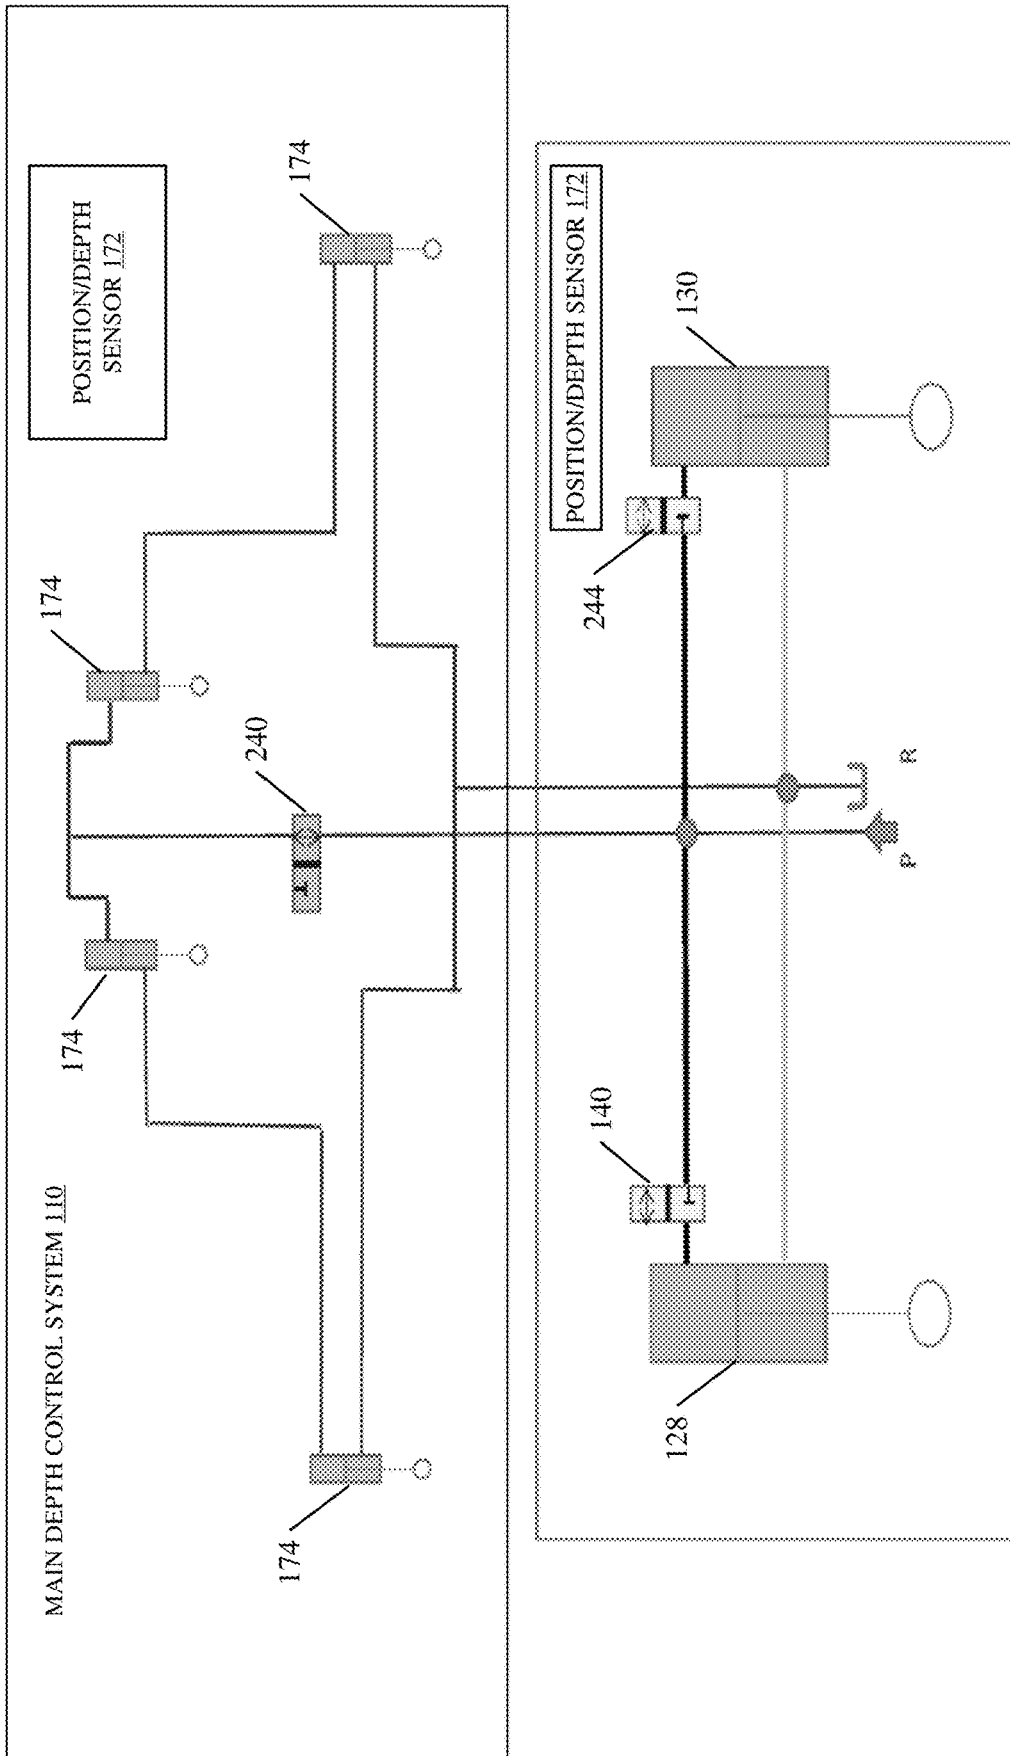 MAIN DEPTH CONTROL SYSTEM 110
POSITION/DEPTH
SENSOR 172
174
174
174
174
240
POSITION/DEPTH SENSOR 172
128
140
244
130
P
R